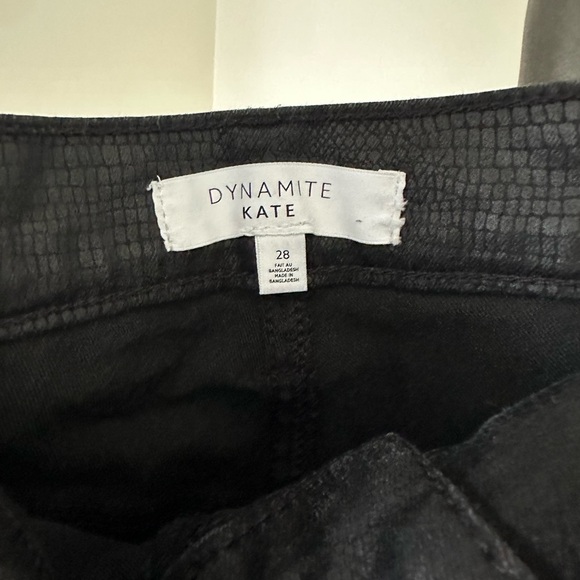 DYNAMITE
KATE
28
FAIT AU
BANGLADESH
MADE IN
BANGLADESH